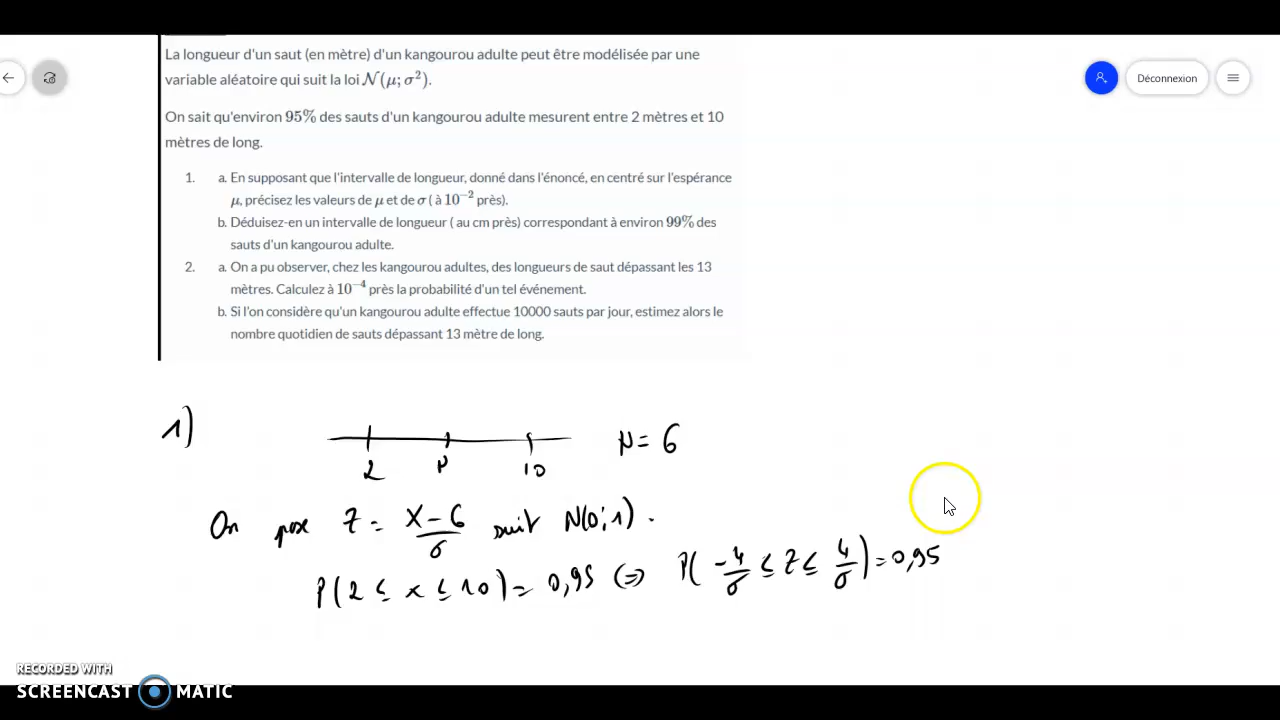 La longueur d'un saut (en mètre) d'un kangourou adulte peut être modélisée par une
variable aléatoire qui suit la loi 𝒩(μ; σ²).
Déconnexion
On sait qu'environ 95% des sauts d'un kangourou adulte mesurent entre 2 mètres et 10
mètres de long.
1. a. En supposant que l'intervalle de longueur, donné dans l'énoncé, en centré sur l'espérance
μ, précisez les valeurs de μ et de σ ( à 10⁻² près).
b. Déduisez-en un intervalle de longueur ( au cm près) correspondant à environ 99% des
sauts d'un kangourou adulte.
2. a. On a pu observer, chez les kangourou adultes, des longueurs de saut dépassant les 13
mètres. Calculez à 10⁻⁴ près la probabilité d'un tel événement.
b. Si l'on considère qu'un kangourou adulte effectue 10000 sauts par jour, estimez alors le
nombre quotidien de sauts dépassant 13 mètre de long.
1) μ = 6
2 μ 10
On pose Z = (X − 6)/σ suit N(0; 1).
P(2 ≤ X ≤ 10) = 0,95 (=) P(−4/σ ≤ Z ≤ 4/σ) = 0,95
RECORDED WITH
SCREENCAST MATIC